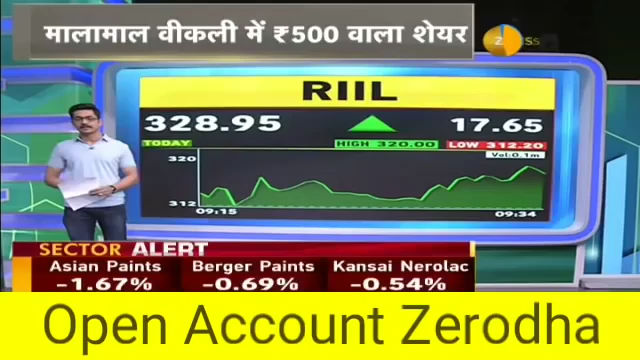 मालामाल वीकली में ₹500 वाला शेयर
RIIL
328.95 17.65
TODAY HIGH 320.00 LOW 312.20
Vol:0.1m
320
312
09:15 09:34
SECTOR ALERT
Asian Paints Berger Paints Kansai Nerolac
-1.67% -0.69% -0.54%
Open Account Zerodha